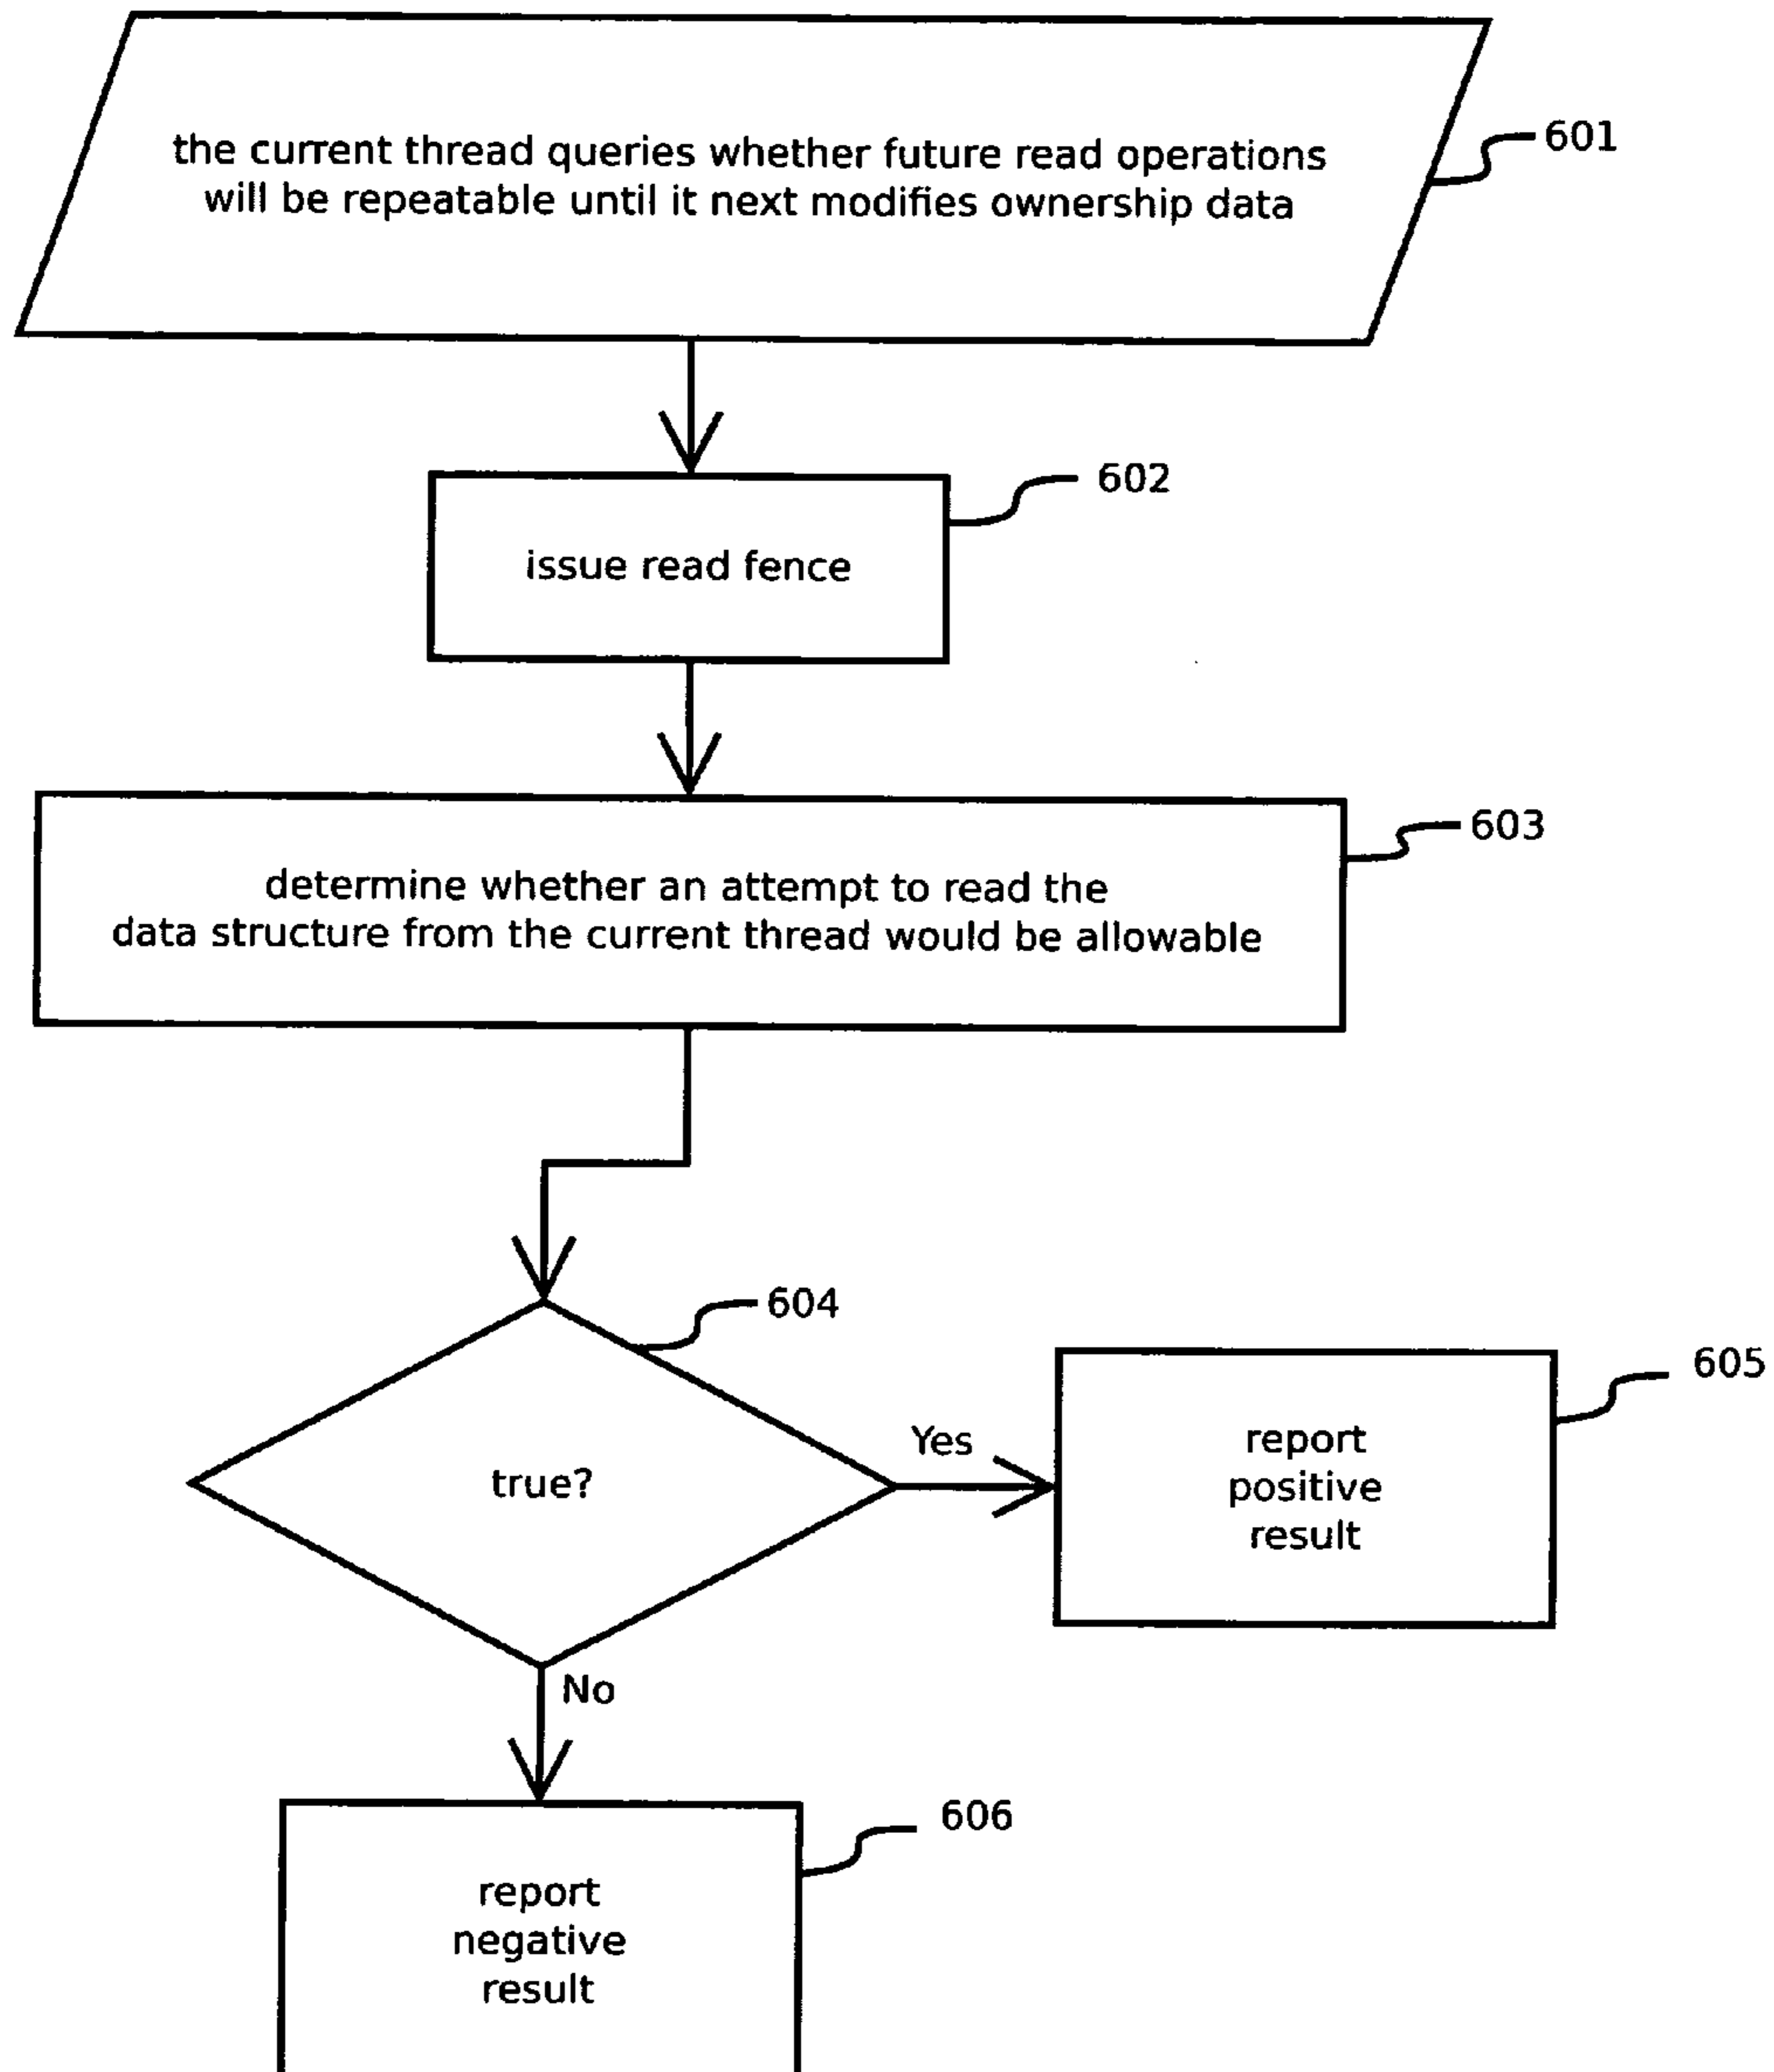 the current thread queries whether future read operations
will be repeatable until it next modifies ownership data
601
602
issue read fence
603
determine whether an attempt to read the
data structure from the current thread would be allowable
604
true?
Yes
605
report
positive
result
No
606
report
negative
result